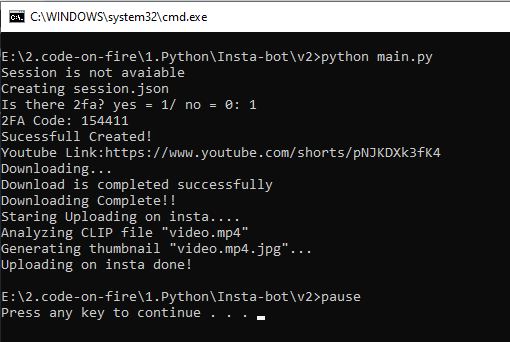 C:\WINDOWS\system32\cmd.exe
E:\2.code-on-fire\1.Python\Insta-bot\v2>python main.py
Session is not avaiable
Creating session.json
Is there 2fa? yes = 1/ no = 0: 1
2FA Code: 154411
Sucessfull Created!
Youtube Link:https://www.youtube.com/shorts/pNJKDXk3fK4
Downloading...
Download is completed successfully
Downloading Complete!!
Staring Uploading on insta....
Analyzing CLIP file "video.mp4"
Generating thumbnail "video.mp4.jpg"...
Uploading on insta done!
E:\2.code-on-fire\1.Python\Insta-bot\v2>pause
Press any key to continue . . .